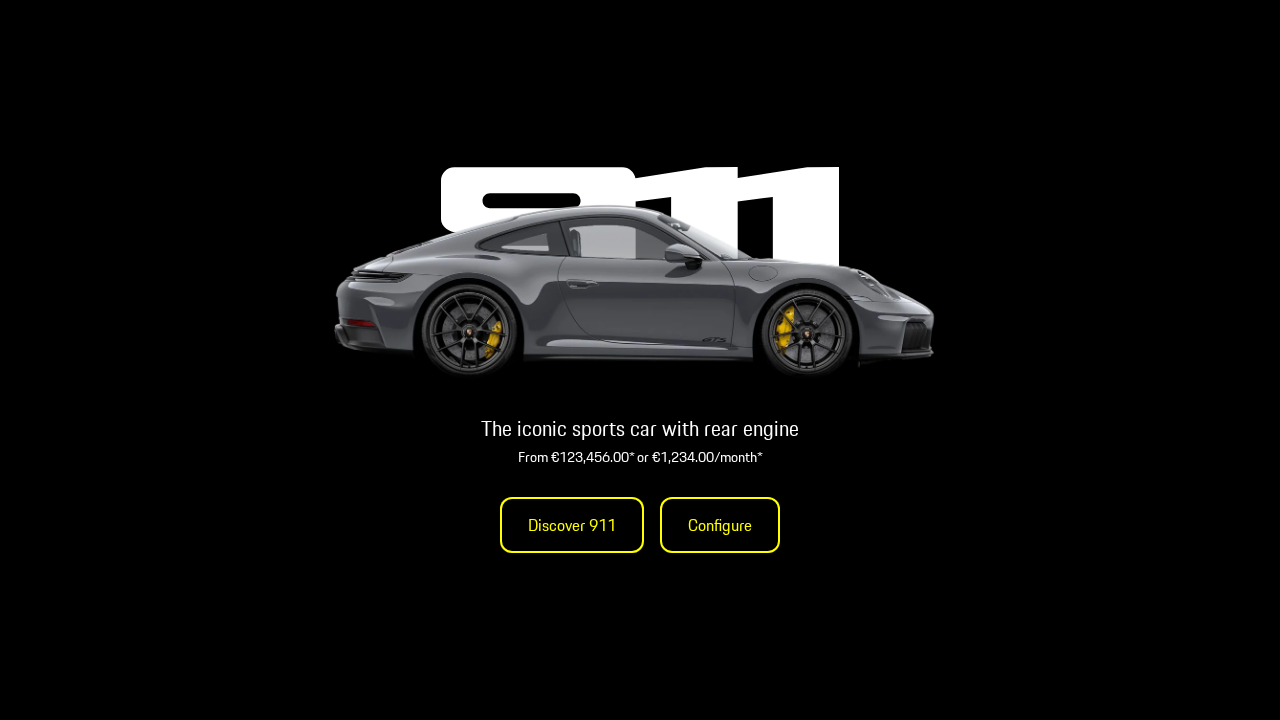 911
GTS
The iconic sports car with rear engine
From €123,456.00* or €1,234.00/month*
Discover 911
Configure